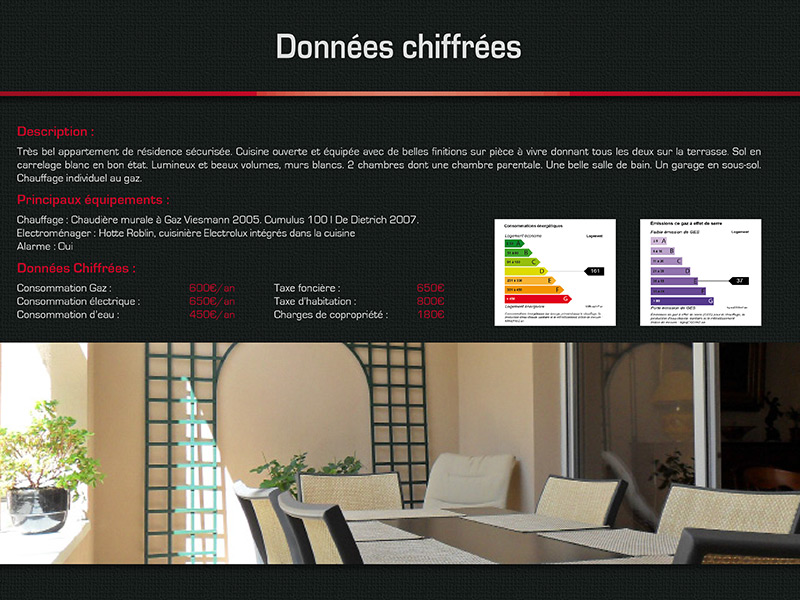 Données chiffrées
Description :
Très bel appartement de résidence sécurisée. Cuisine ouverte et équipée avec de belles finitions sur pièce à vivre donnant tous les deux sur la terrasse. Sol en
carrelage blanc en bon état. Lumineux et beaux volumes, murs blancs. 2 chambres dont une chambre parentale. Une belle salle de bain. Un garage en sous-sol.
Chauffage individuel au gaz.
Principaux équipements :
Chauffage : Chaudière murale à Gaz Viesmann 2005. Cumulus 100 l De Dietrich 2007.
Electroménager : Hotte Roblin, cuisinière Electrolux intégrés dans la cuisine
Alarme : Oui
Données Chiffrées :
Consommation Gaz : 600€/an Taxe foncière : 650€
Consommation électrique : 650€/an Taxe d'habitation : 800€
Consommation d'eau : 450€/an Charges de copropriété : 180€
Consommations énergétiques
Logement économe Logement
A
B
C
D 161
E
F
G
Logement énergivore
Emissions de gaz à effet de serre
Faible émission de GES Logement
A
B
C
D
E 37
F
G
Forte émission de GES